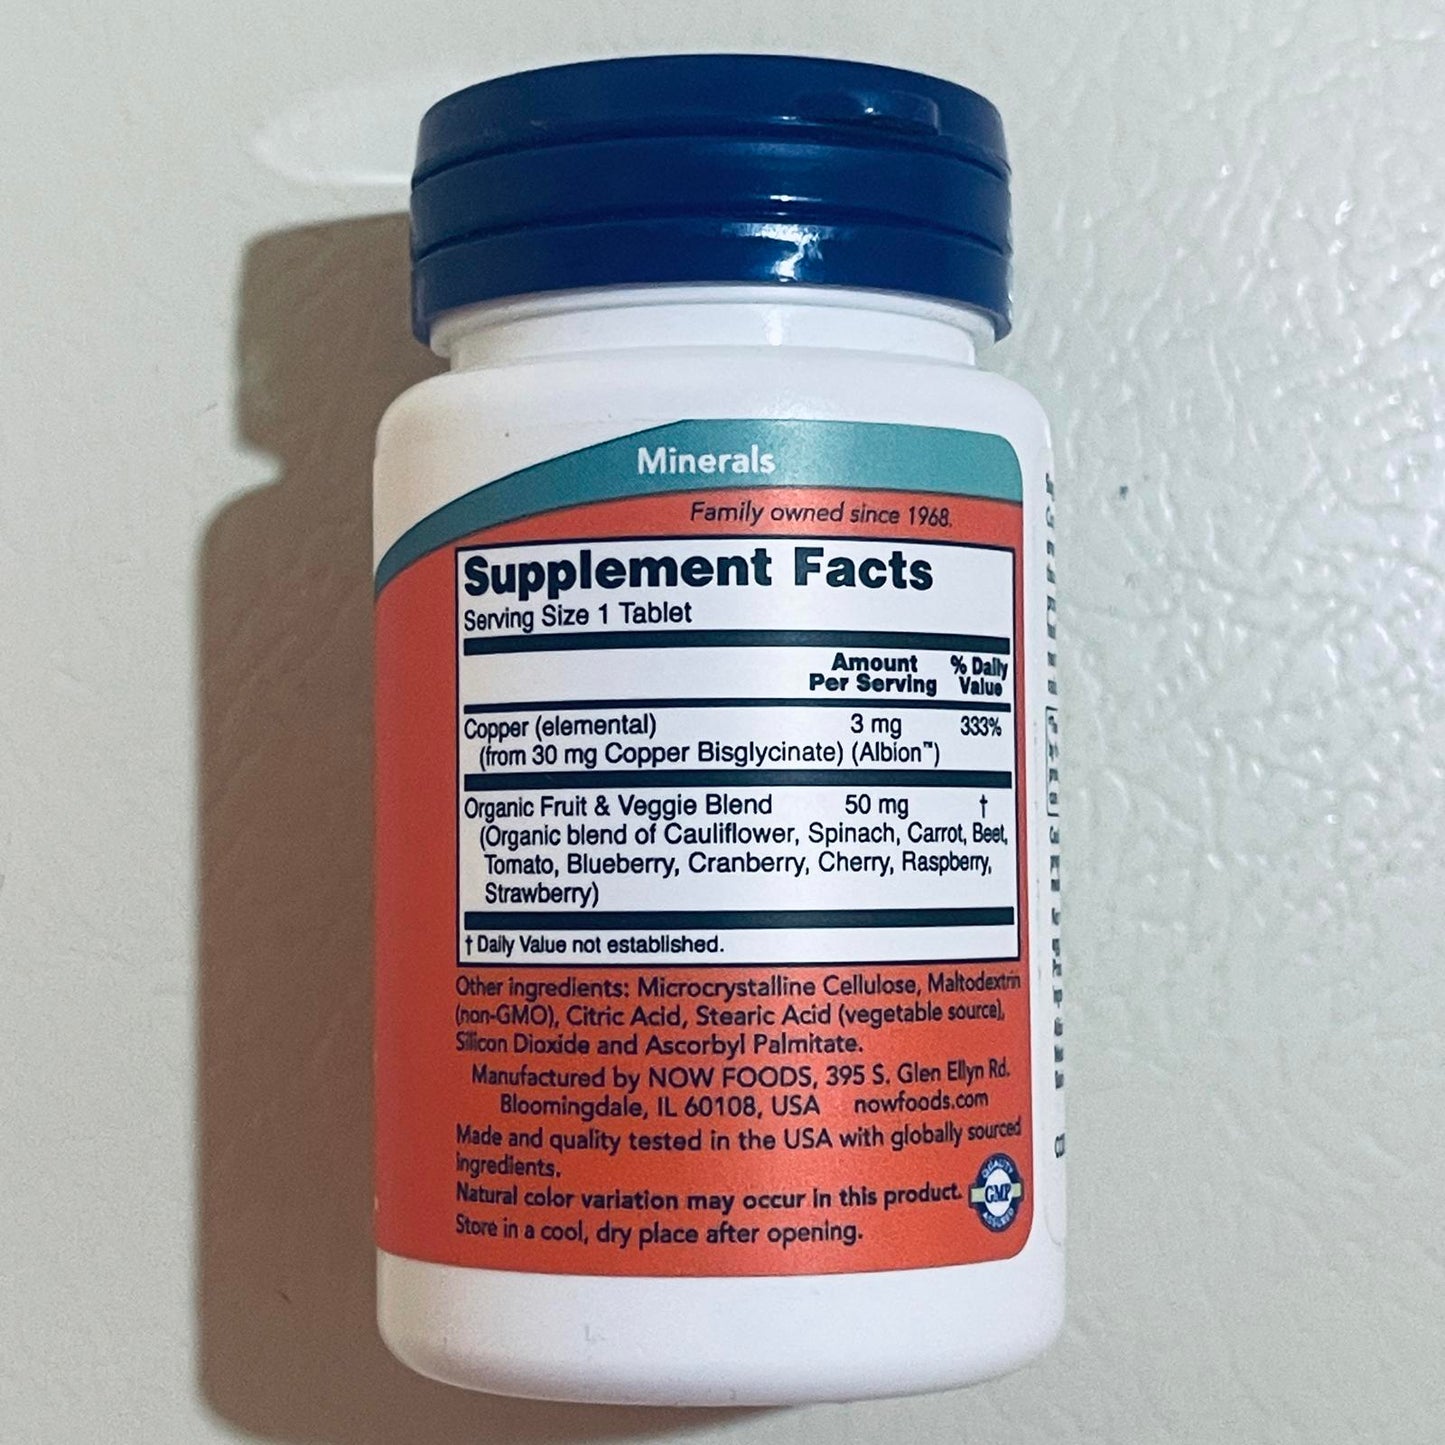 Minerals
Family owned since 1968.
Supplement Facts
Serving Size 1 Tablet
Amount Per Serving
% Daily Value
Copper (elemental) 3 mg 333%
(from 30 mg Copper Bisglycinate) (Albion™)
Organic Fruit & Veggie Blend 50 mg †
(Organic blend of Cauliflower, Spinach, Carrot, Beet,
Tomato, Blueberry, Cranberry, Cherry, Raspberry,
Strawberry)
† Daily Value not established.
Other ingredients: Microcrystalline Cellulose, Maltodextrin
(non-GMO), Citric Acid, Stearic Acid (vegetable source),
Silicon Dioxide and Ascorbyl Palmitate.
Manufactured by NOW FOODS, 395 S. Glen Ellyn Rd.
Bloomingdale, IL 60108, USA nowfoods.com
Made and quality tested in the USA with globally sourced
ingredients.
Natural color variation may occur in this product.
Store in a cool, dry place after opening.
QUALITY
GMP
ASSURED